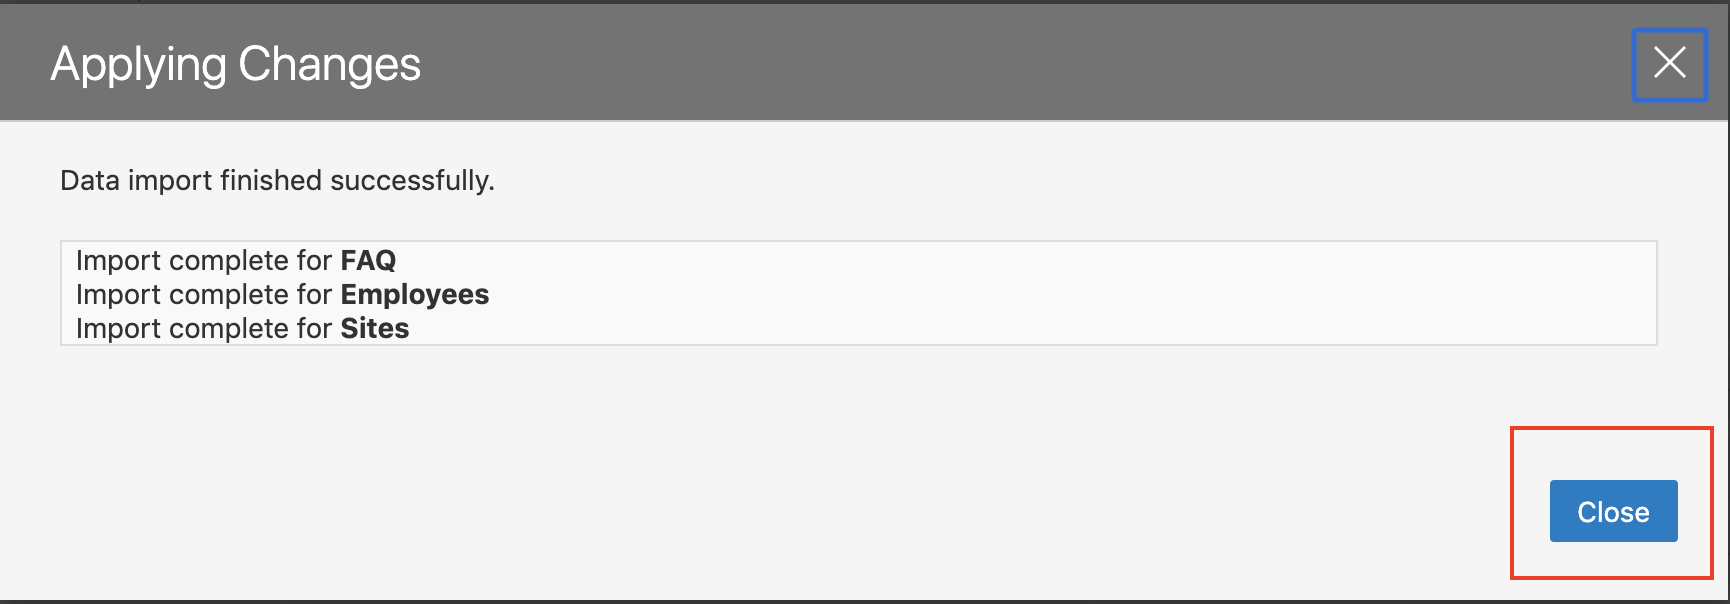 Applying Changes
Data import finished successfully.
Import complete for FAQ
Import complete for Employees
Import complete for Sites
Close